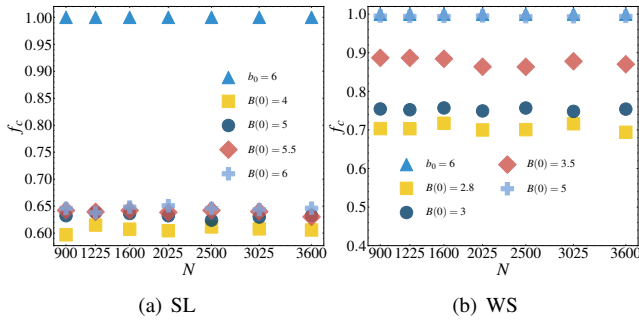 1.00
0.95
0.90
0.85
0.80
0.75
0.70
0.65
0.60
f_c
b₀ = 6
B(0) = 4
B(0) = 5
B(0) = 5.5
B(0) = 6
900 1225 1600 2025 2500 3025 3600
N
(a) SL
1.0
0.9
0.8
0.7
0.6
0.5
0.4
f_c
b₀ = 6
B(0) = 2.8
B(0) = 3
B(0) = 3.5
B(0) = 5
900 1225 1600 2025 2500 3025 3600
N
(b) WS